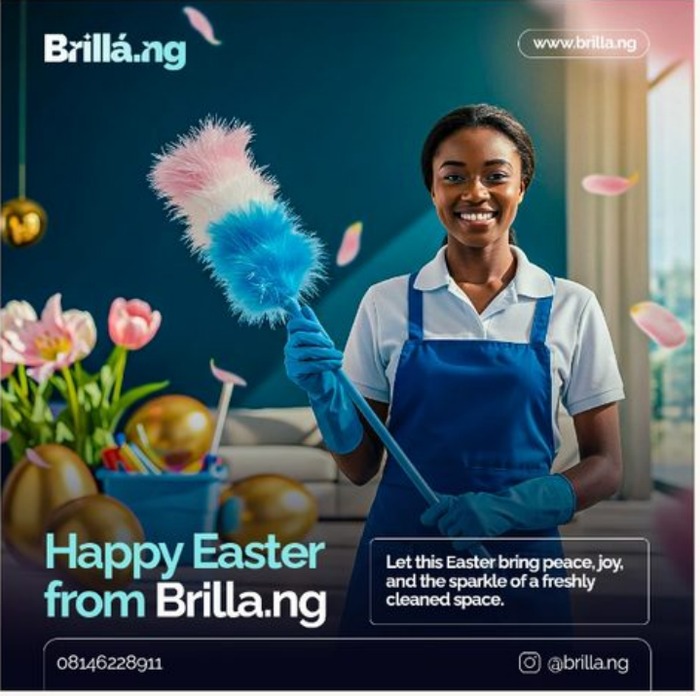 Brillá.ng
www.brilla.ng
Happy Easter
from Brilla.ng
Let this Easter bring peace, joy,
and the sparkle of a freshly
cleaned space.
08146228911
@brilla.ng